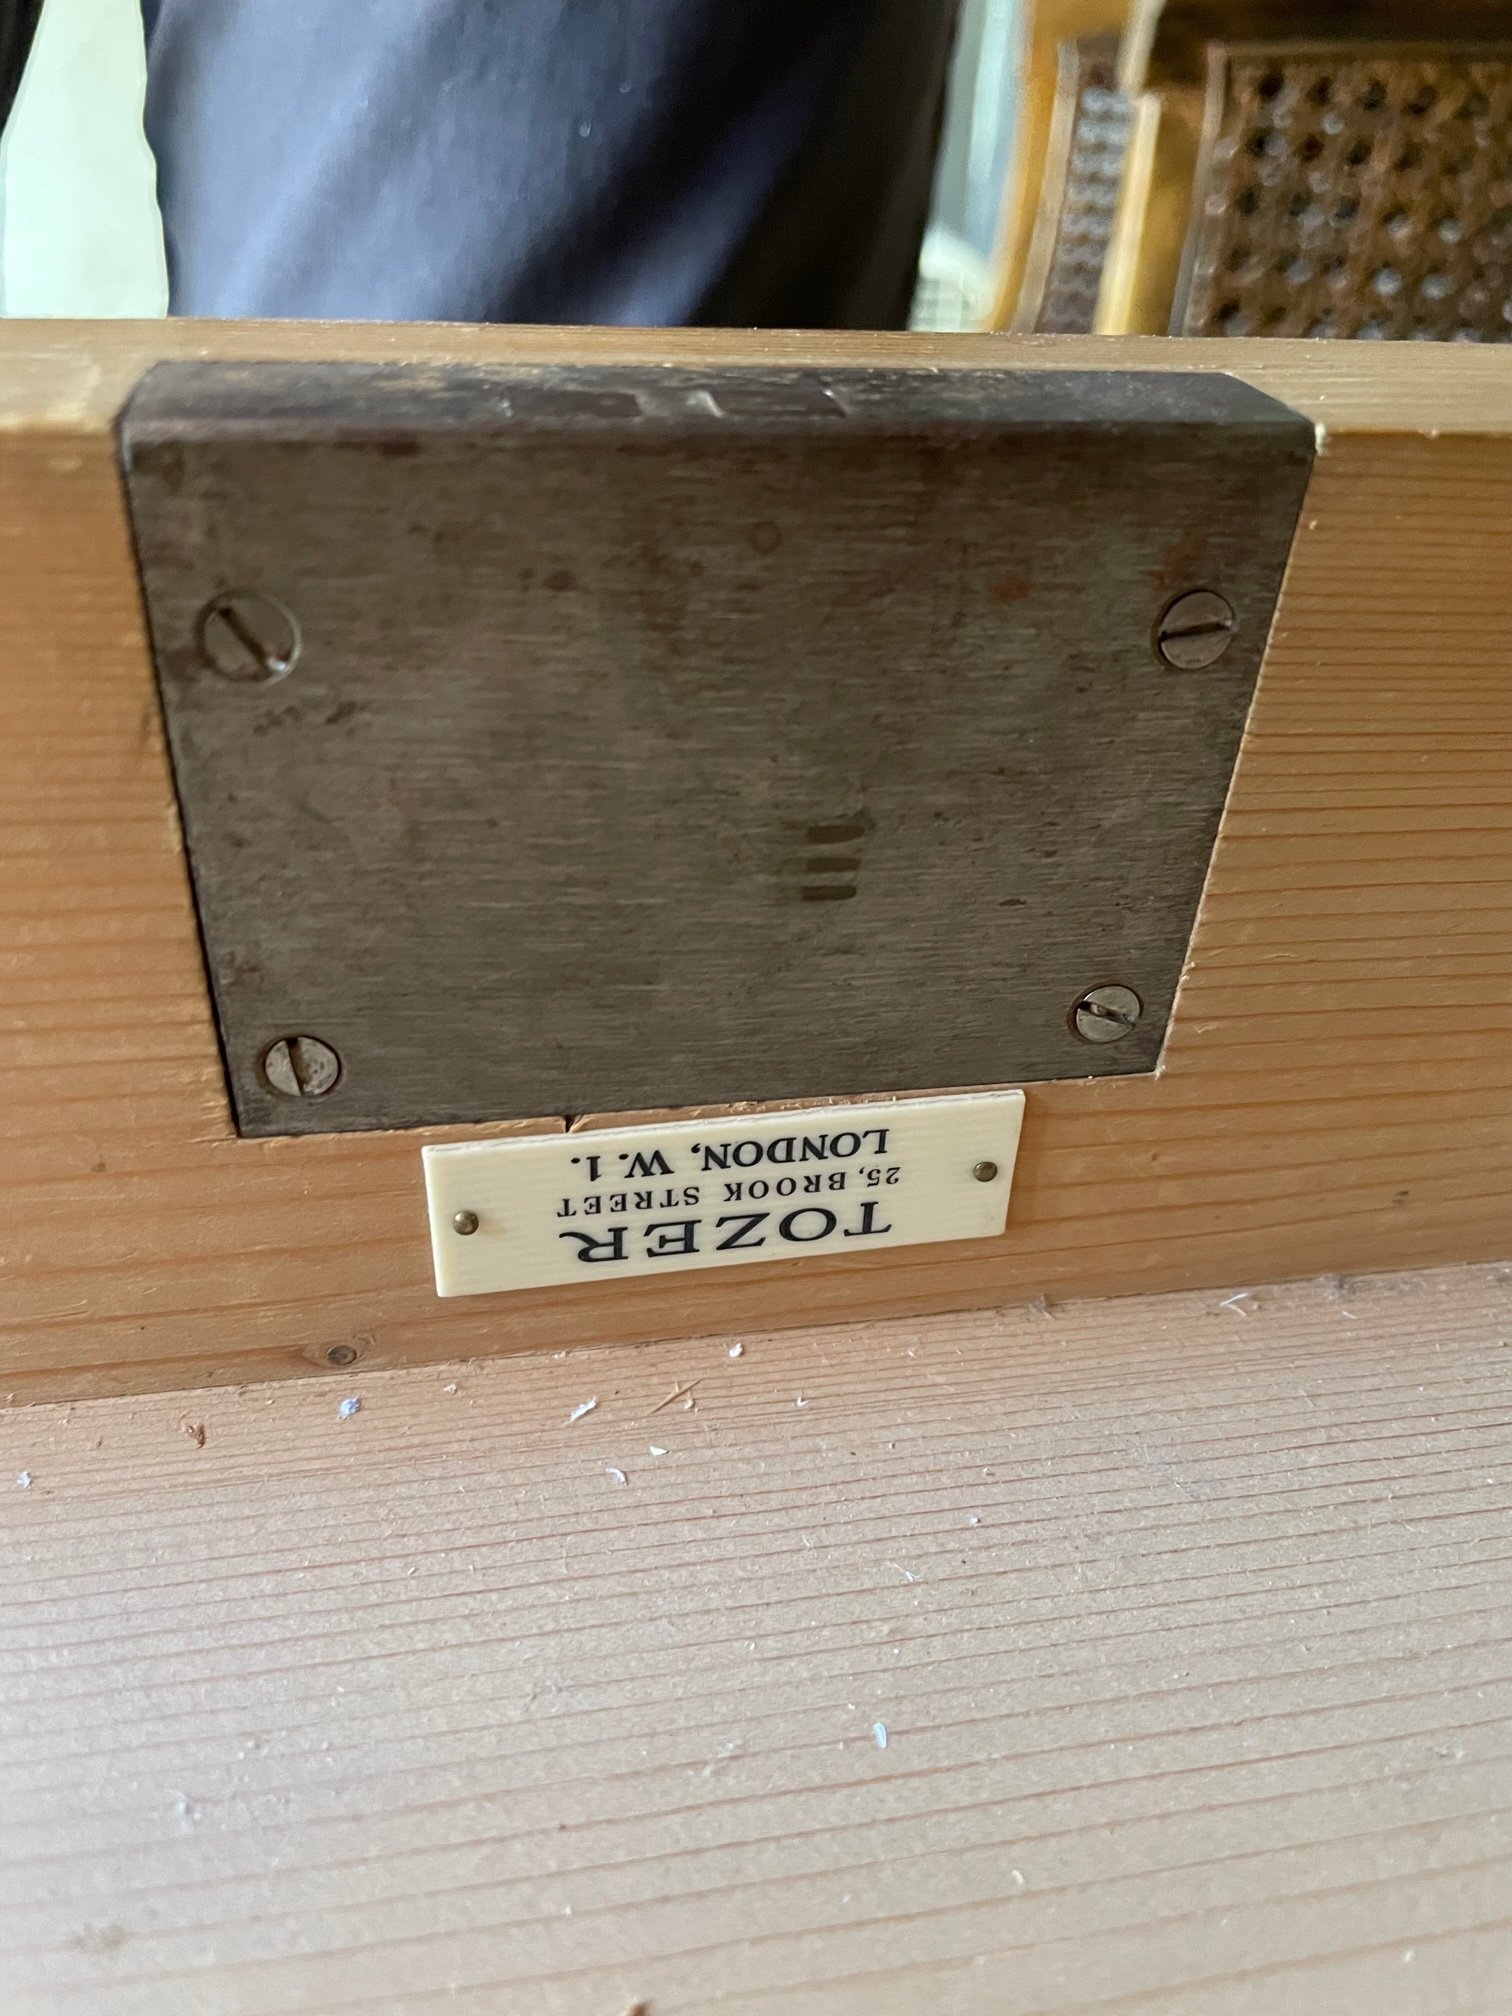 TOZER
25, BROOK STREET
LONDON, W. 1.